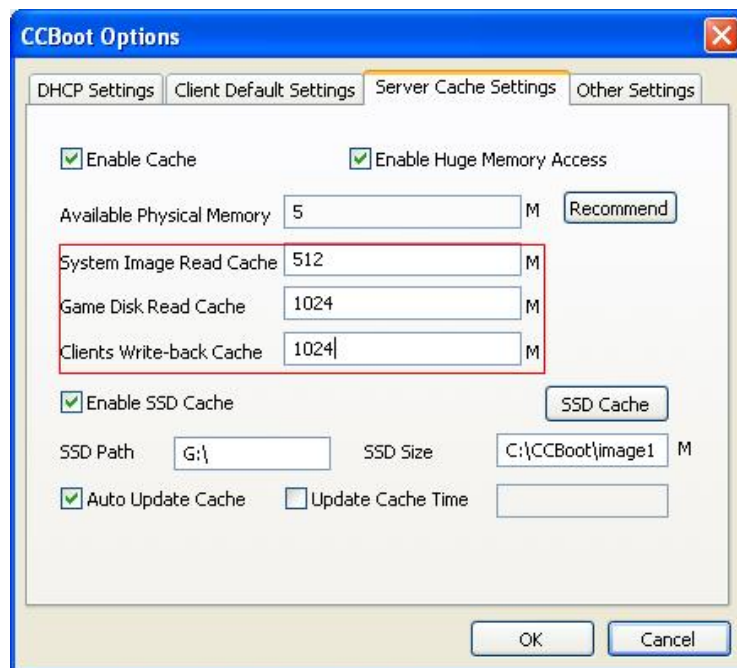 CCBoot Options
DHCP Settings Client Default Settings Server Cache Settings Other Settings
Enable Cache Enable Huge Memory Access
Available Physical Memory 5 M Recommend
System Image Read Cache 512 M
Game Disk Read Cache 1024 M
Clients Write-back Cache 1024 M
Enable SSD Cache SSD Cache
SSD Path G:\ SSD Size C:\CCBoot\image1 M
Auto Update Cache Update Cache Time
OK Cancel